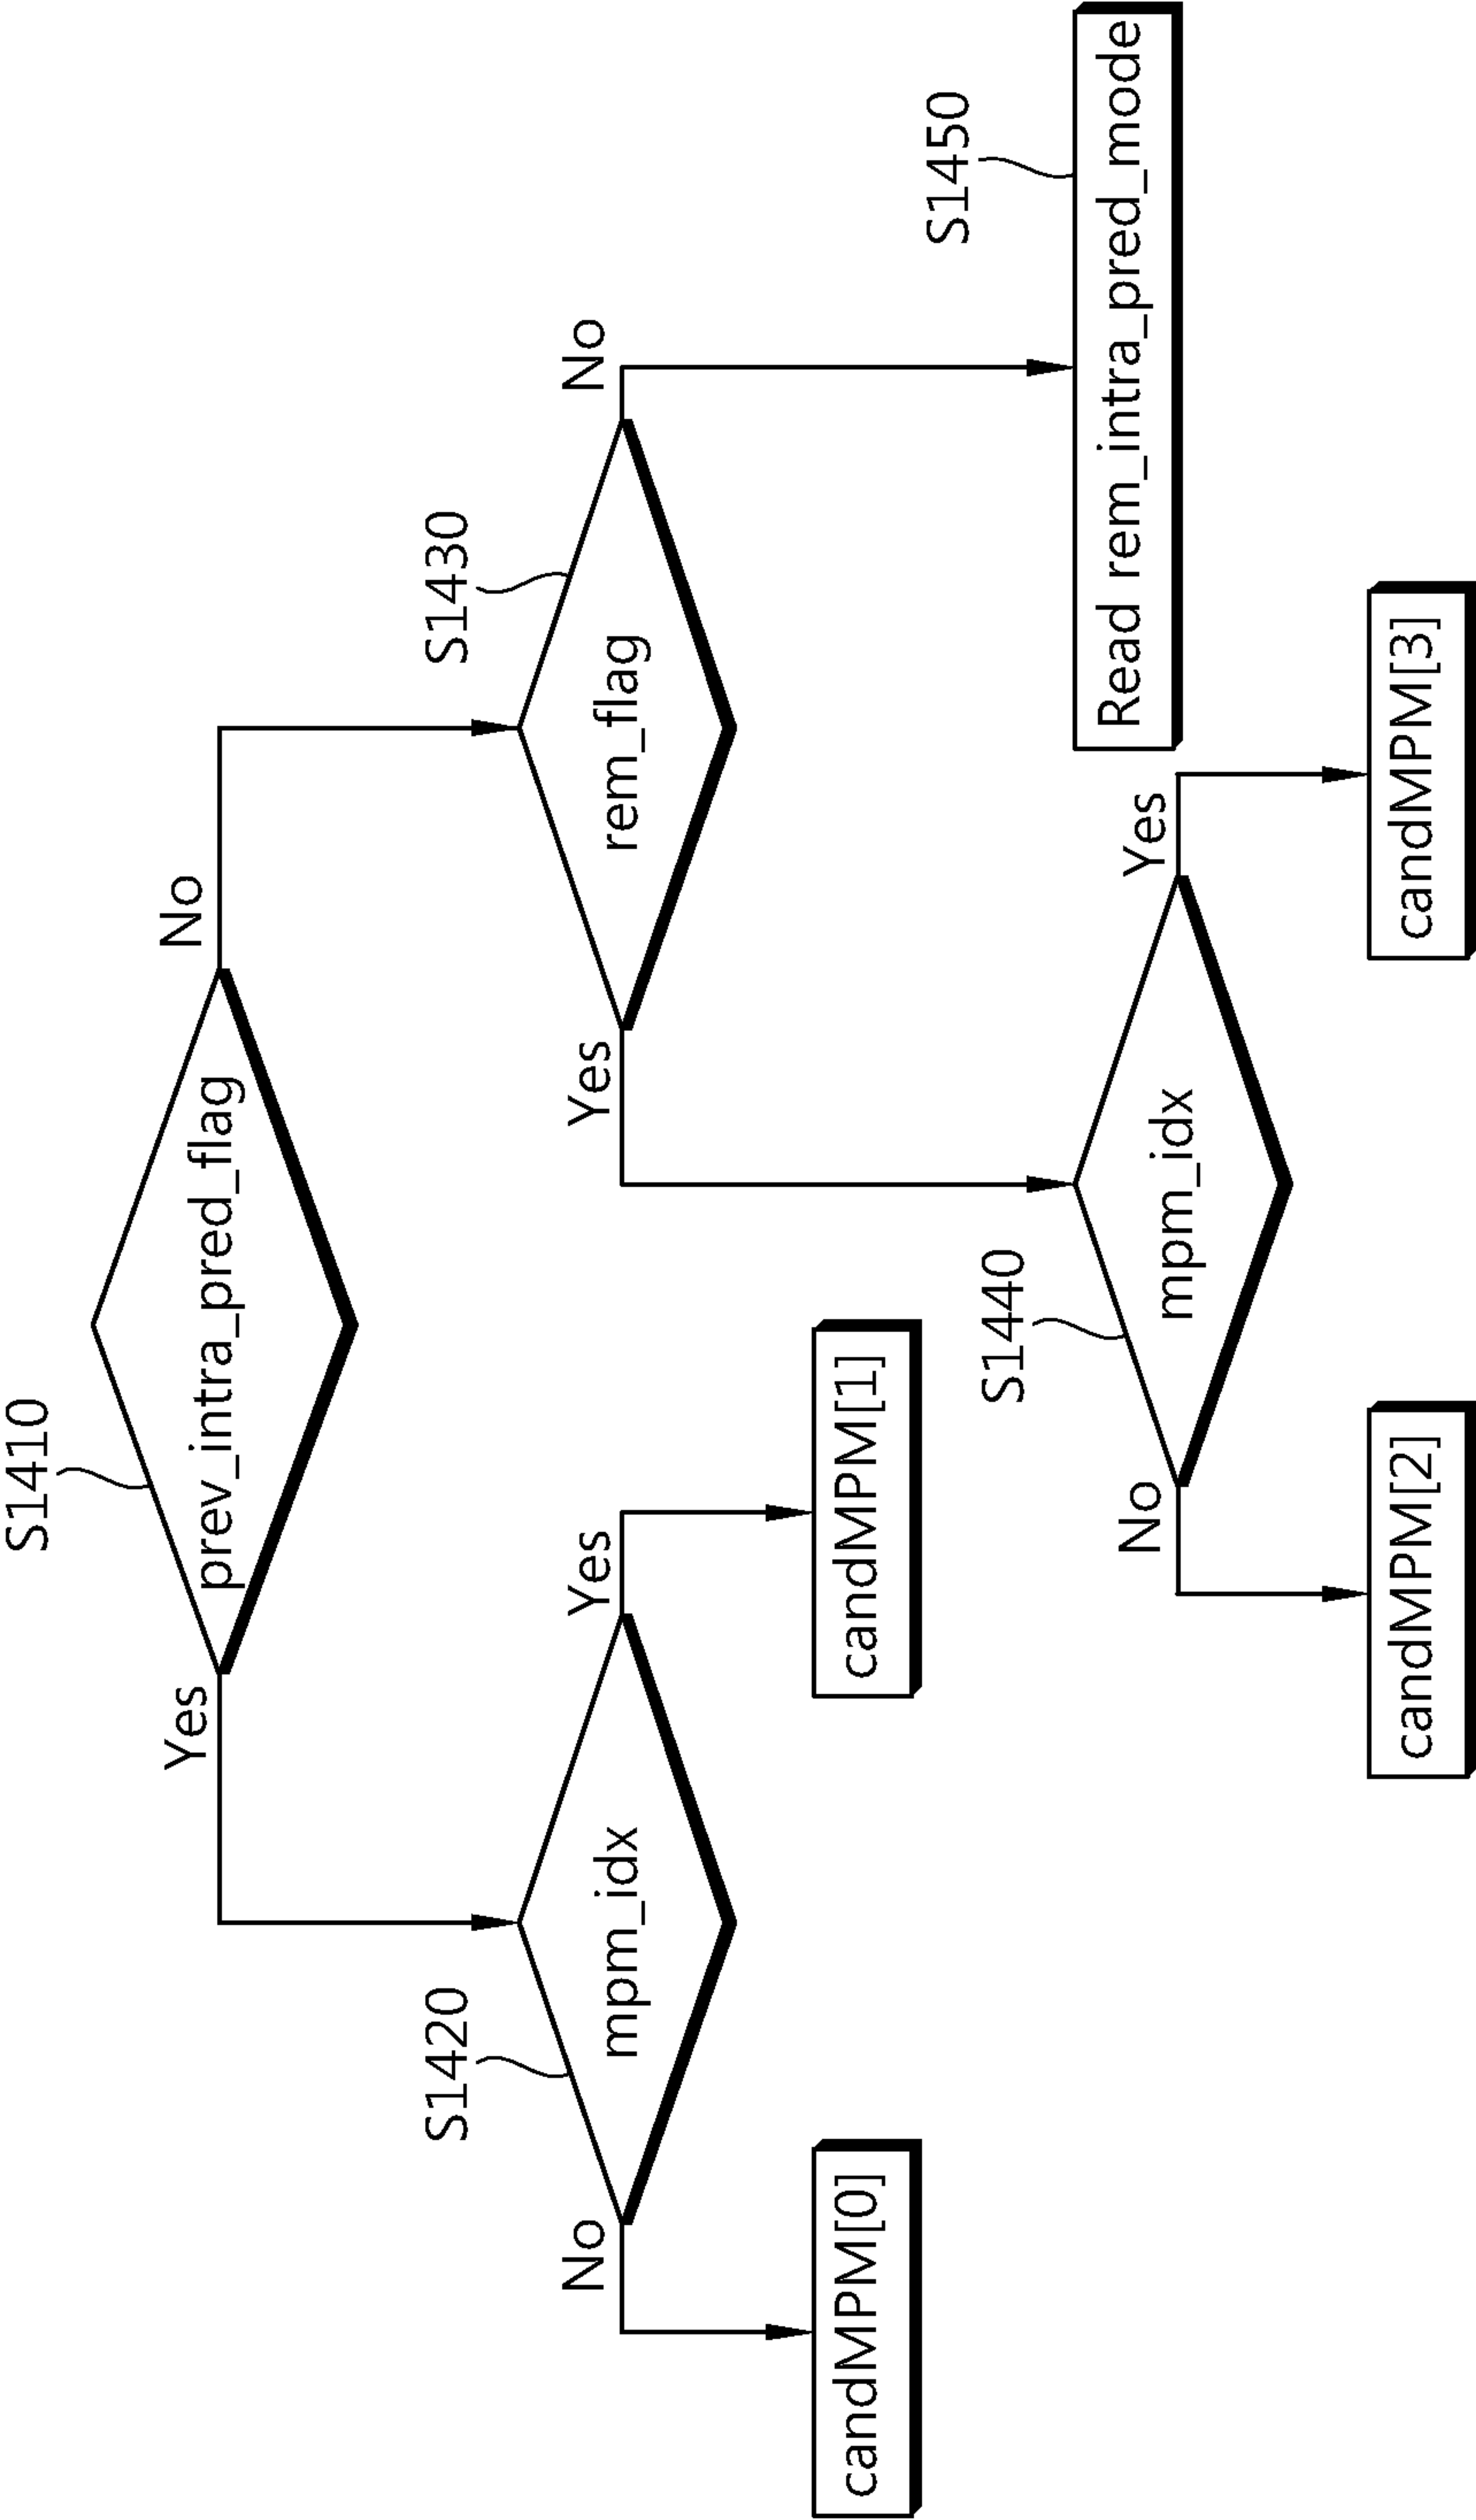 S1410
prev_intra_pred_flag
Yes
No
S1420
mpm_idx
No
Yes
S1430
rem_flag
Yes
No
candMPM[0]
candMPM[1]
S1440
mpm_idx
No
Yes
S1450
Read rem_intra_pred_mode
candMPM[2]
candMPM[3]